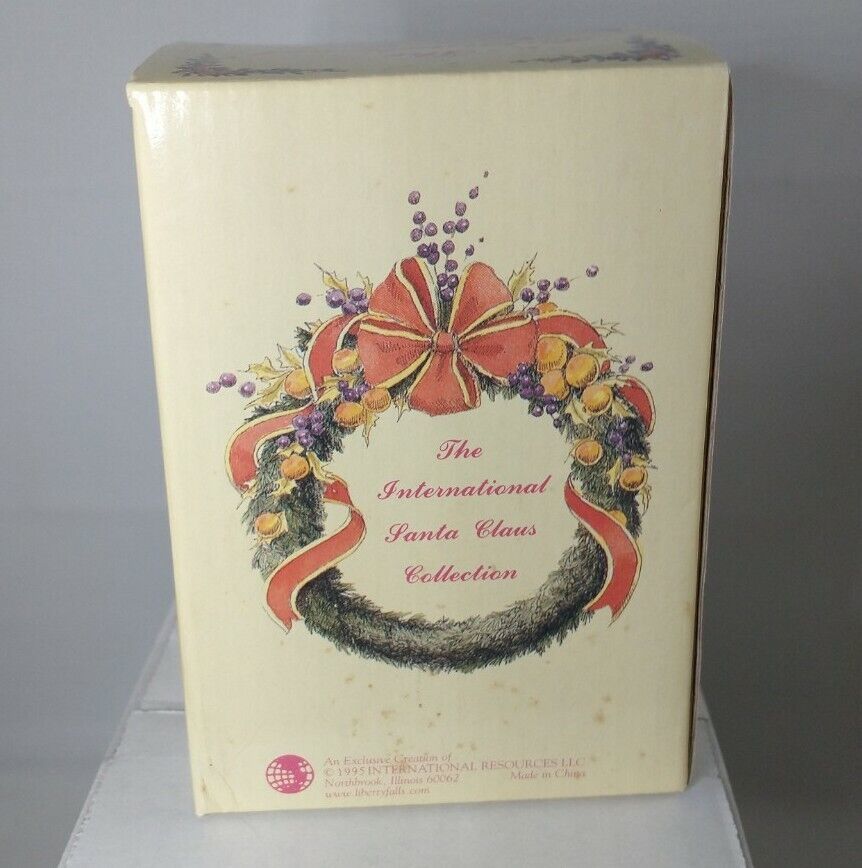 The
International
Santa Claus
Collection
An Exclusive Creation of
© 1995 INTERNATIONAL RESOURCES LLC
Northbrook, Illinois 60062 Made in China
www.libertyfalls.com